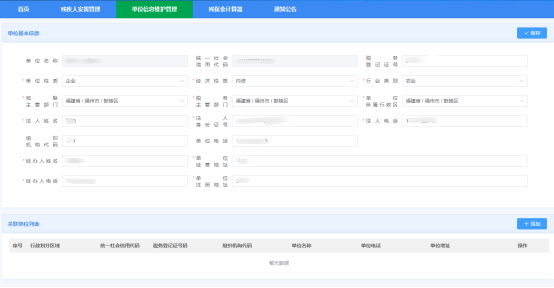 首页 残疾人安置管理 单位信息维护管理 残保金计算器 通知公告
单位基本信息 保存
单位名称 统一社会信用代码 税务登记证号
*单位性质 企业 *经济性质 内资 *行业类别 农业
*税务主管部门 福建省 / 福州市 / 鼓楼区 *税务主管部门 福建省 / 福州市 / 鼓楼区 *单位所属行政区 福建省 / 福州市 / 鼓楼区
*法人姓名 *法人身份证号 *法人电话
组织机构代码 单位电话
*经办人姓名 *单位经营地址
*经办人电话 *单位注册地址
关联单位列表 + 添加
序号 行政划分区域 统一社会信用代码 税务登记证号码 组织机构代码 单位名称 单位电话 单位地址 操作
暂无数据